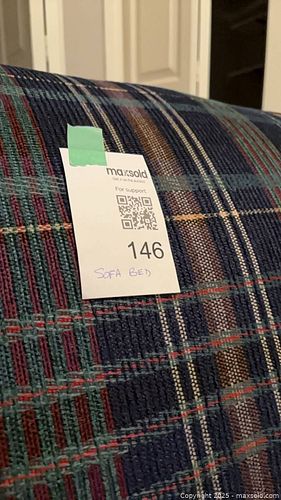 maxsold
For support
146
SOFA BED
Copyright 2025 - maxsold.com